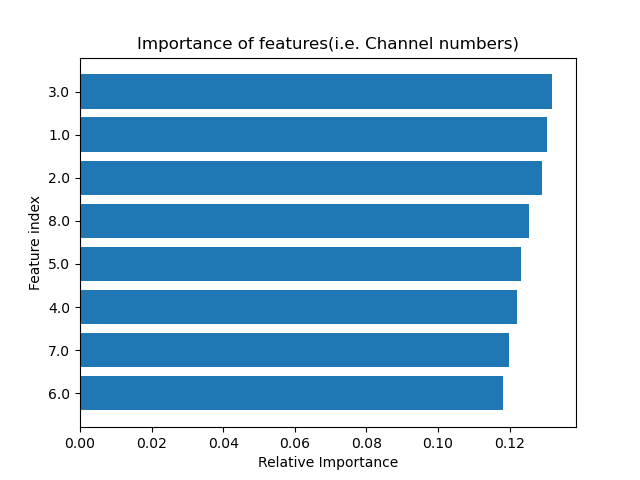 Importance of features(i.e. Channel numbers)
3.0
1.0
2.0
8.0
5.0
4.0
7.0
6.0
Feature index
0.00 0.02 0.04 0.06 0.08 0.10 0.12
Relative Importance